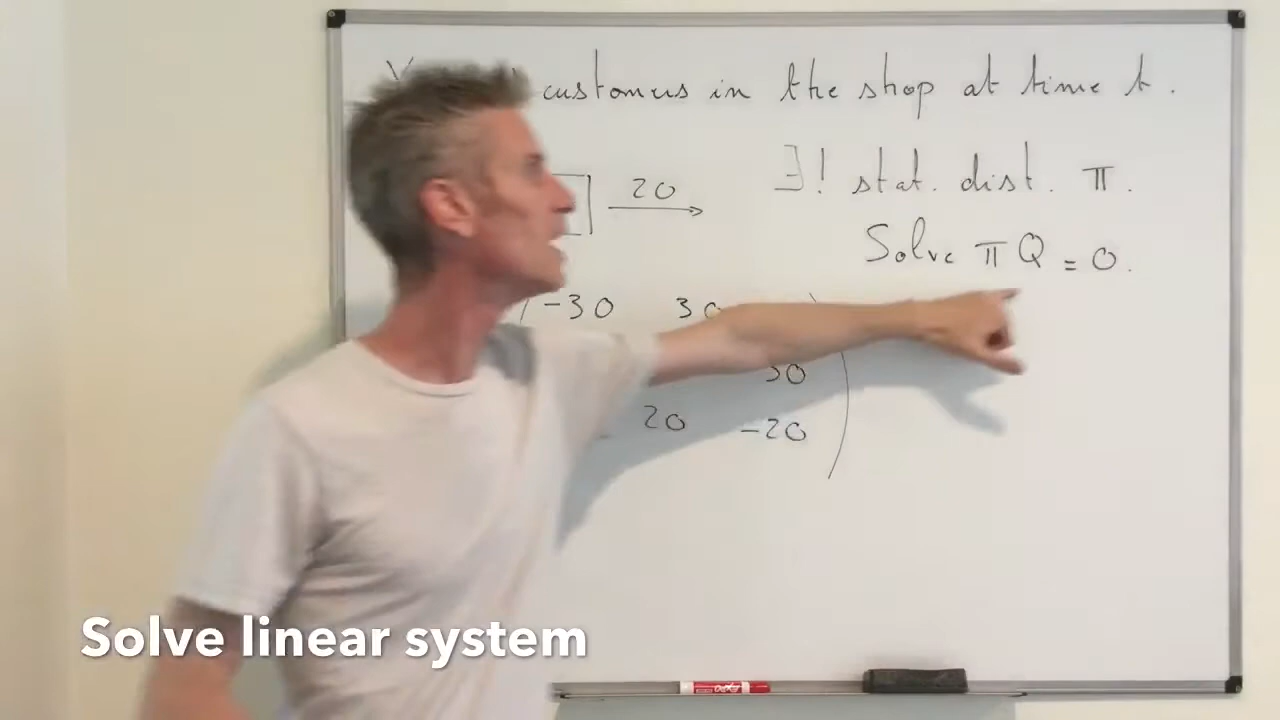 customers in the shop at time t.
20
∃! stat. dist. π.
Solve πQ = 0.
-30 30
30
20 -20
Solve linear system
expo